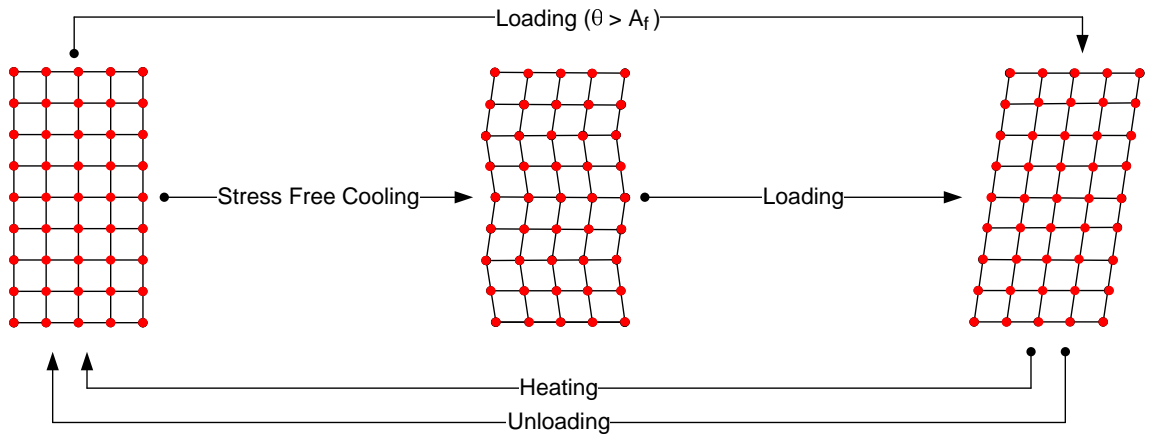 Loading (θ > Af)
Stress Free Cooling
Loading
Heating
Unloading